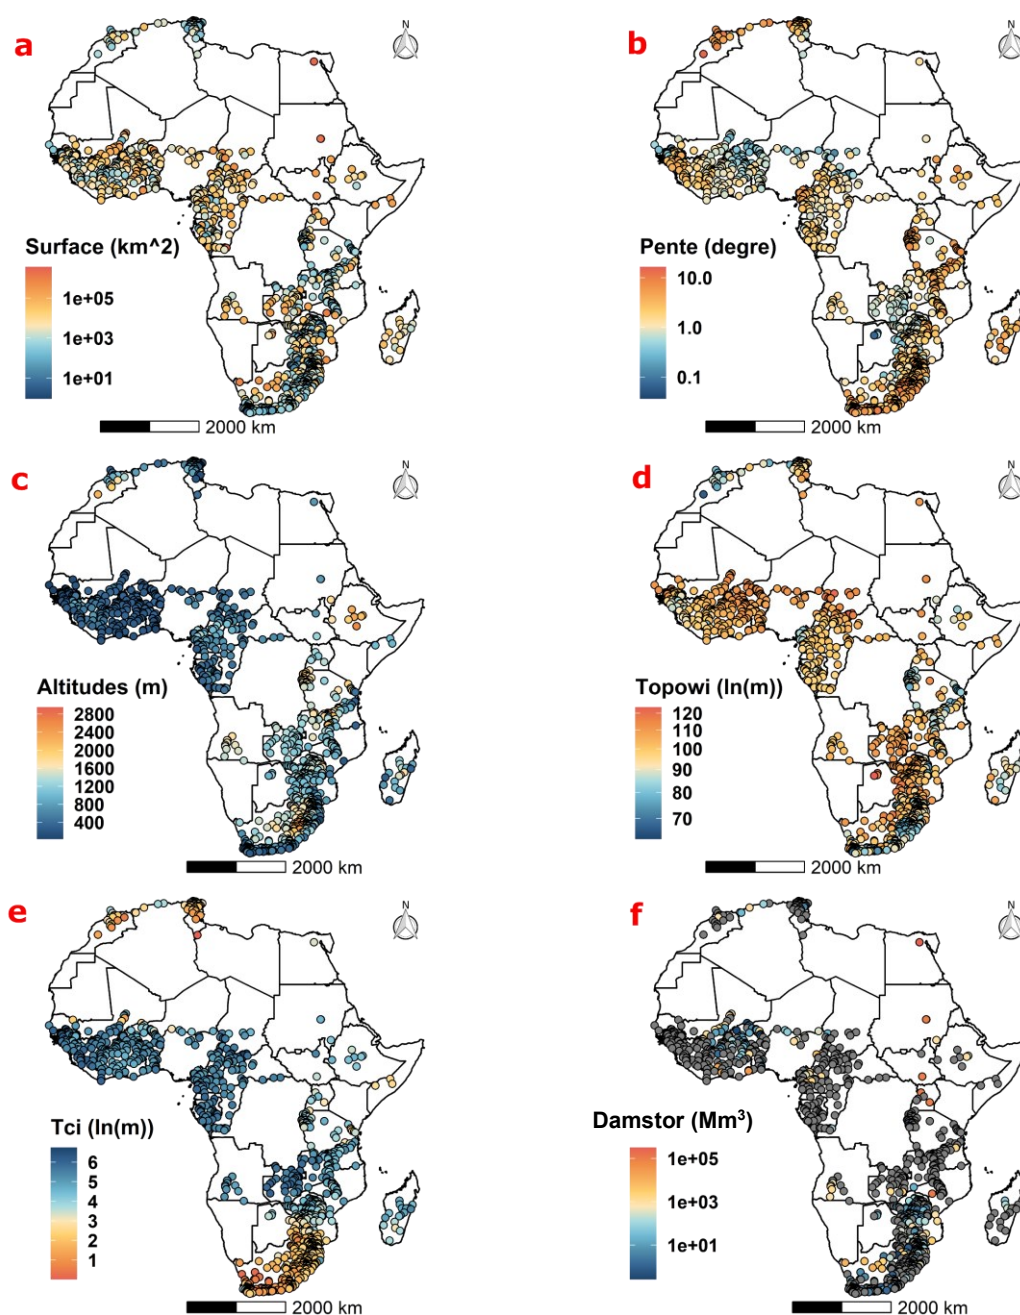 a
N
Surface (km^2)
1e+05
1e+03
1e+01
2000 km
b
N
Pente (degre)
10.0
1.0
0.1
2000 km
c
N
Altitudes (m)
2800
2400
2000
1600
1200
800
400
2000 km
d
N
Topowi (ln(m))
120
110
100
90
80
70
2000 km
e
N
Tci (ln(m))
6
5
4
3
2
1
2000 km
f
N
Damstor (Mm³)
1e+05
1e+03
1e+01
2000 km